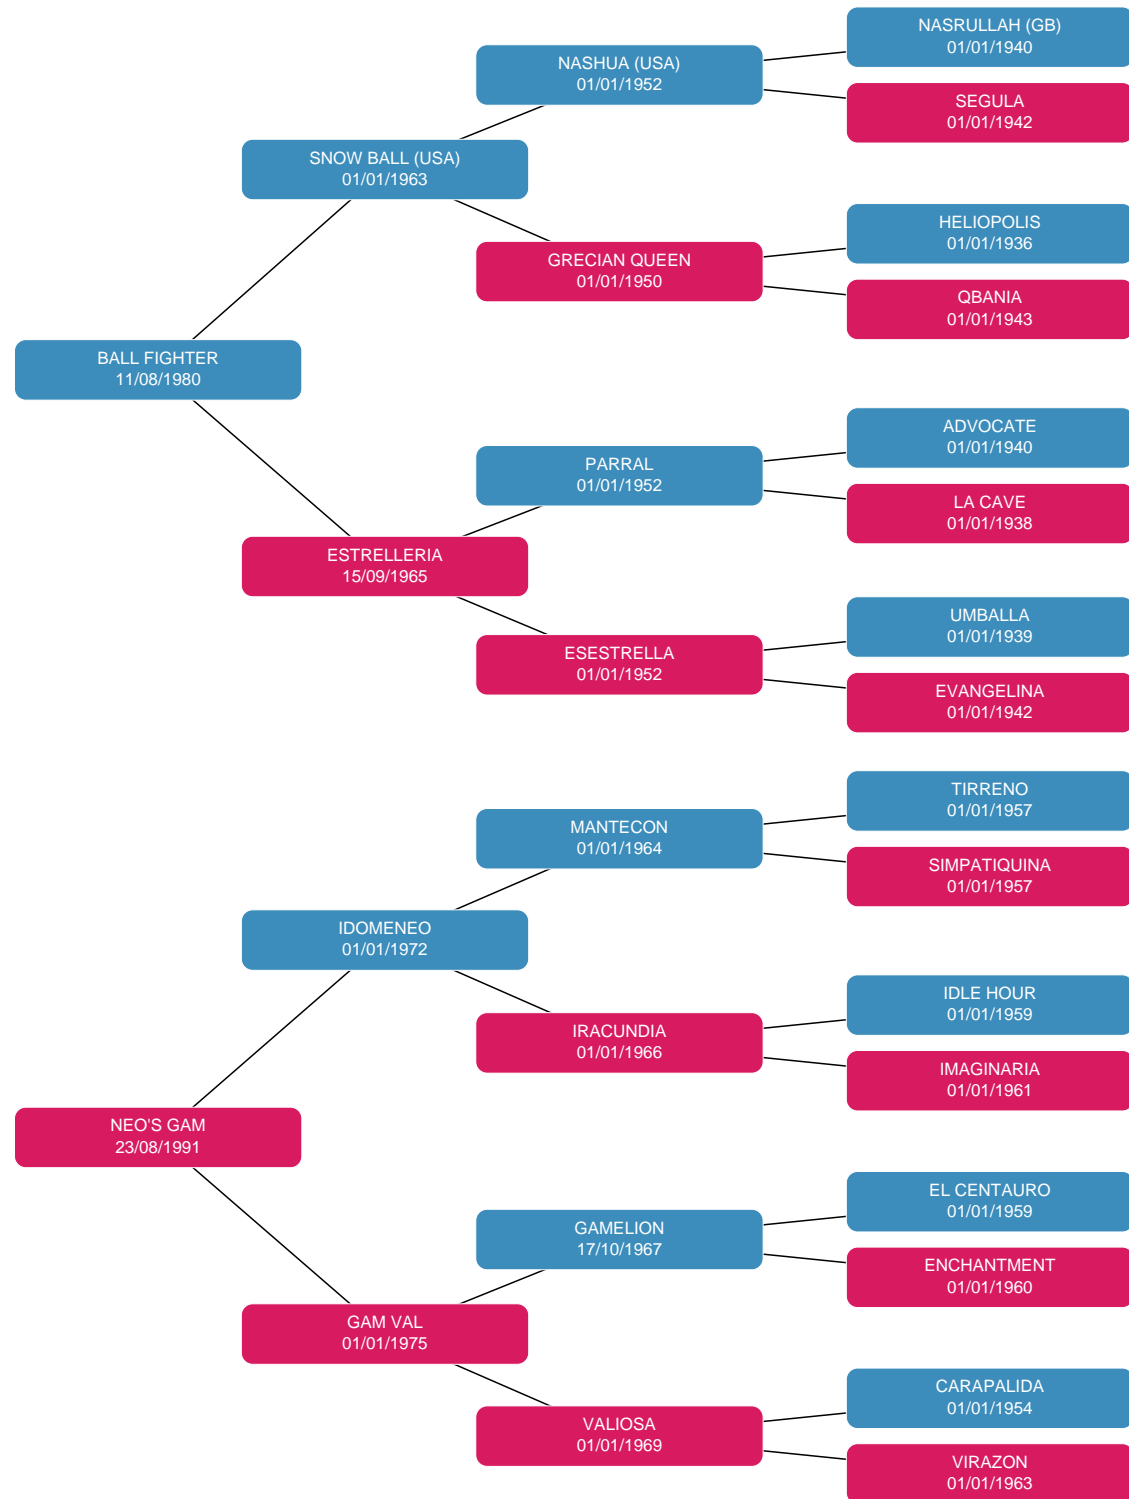 NASRULLAH (GB)
01/01/1940
NASHUA (USA)
01/01/1952
SEGULA
01/01/1942
SNOW BALL (USA)
01/01/1963
HELIOPOLIS
01/01/1936
GRECIAN QUEEN
01/01/1950
QBANIA
01/01/1943
BALL FIGHTER
11/08/1980
ADVOCATE
01/01/1940
PARRAL
01/01/1952
LA CAVE
01/01/1938
ESTRELLERIA
15/09/1965
UMBALLA
01/01/1939
ESESTRELLA
01/01/1952
EVANGELINA
01/01/1942
TIRRENO
01/01/1957
MANTECON
01/01/1964
SIMPATIQUINA
01/01/1957
IDOMENEO
01/01/1972
IDLE HOUR
01/01/1959
IRACUNDIA
01/01/1966
IMAGINARIA
01/01/1961
NEO'S GAM
23/08/1991
EL CENTAURO
01/01/1959
GAMELION
17/10/1967
ENCHANTMENT
01/01/1960
GAM VAL
01/01/1975
CARAPALIDA
01/01/1954
VALIOSA
01/01/1969
VIRAZON
01/01/1963